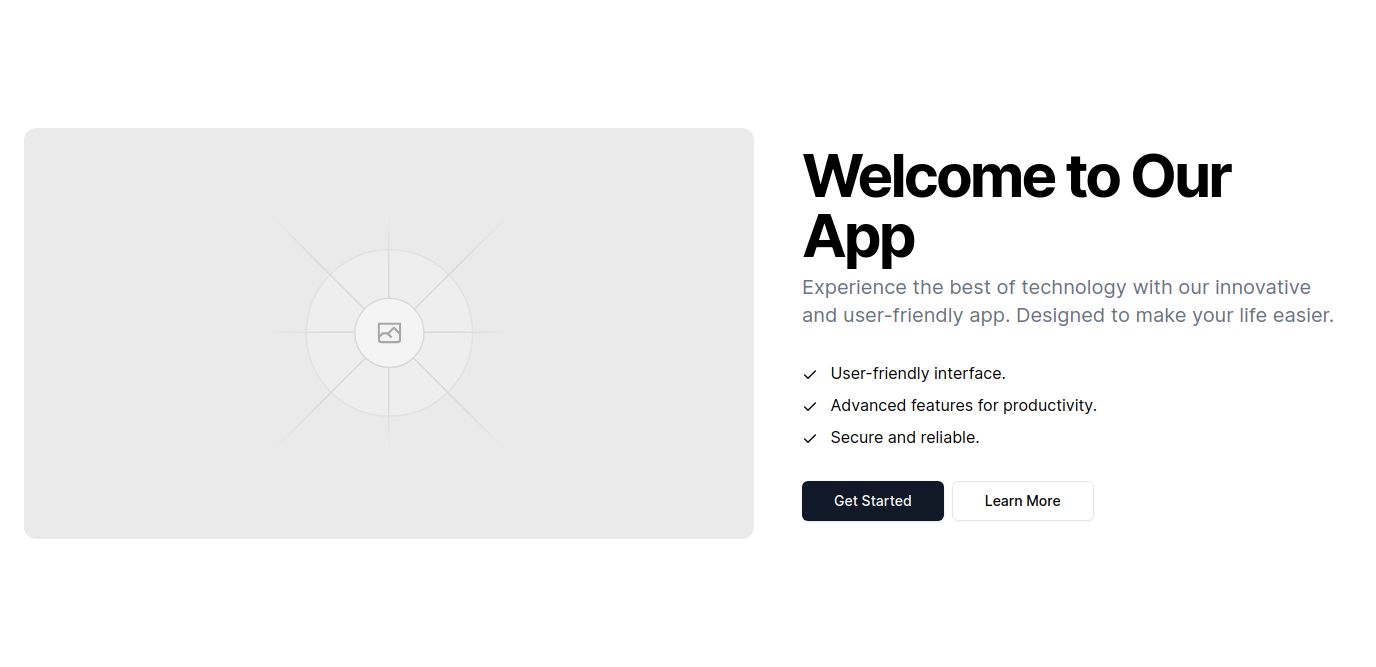 Welcome to Our
App
Experience the best of technology with our innovative
and user-friendly app. Designed to make your life easier.
User-friendly interface.
Advanced features for productivity.
Secure and reliable.
Get Started
Learn More